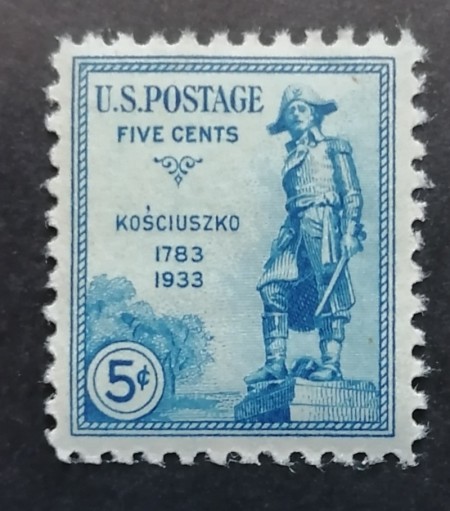 U.S.POSTAGE
FIVE CENTS
KOŚCIUSZKO
1783
1933
5¢